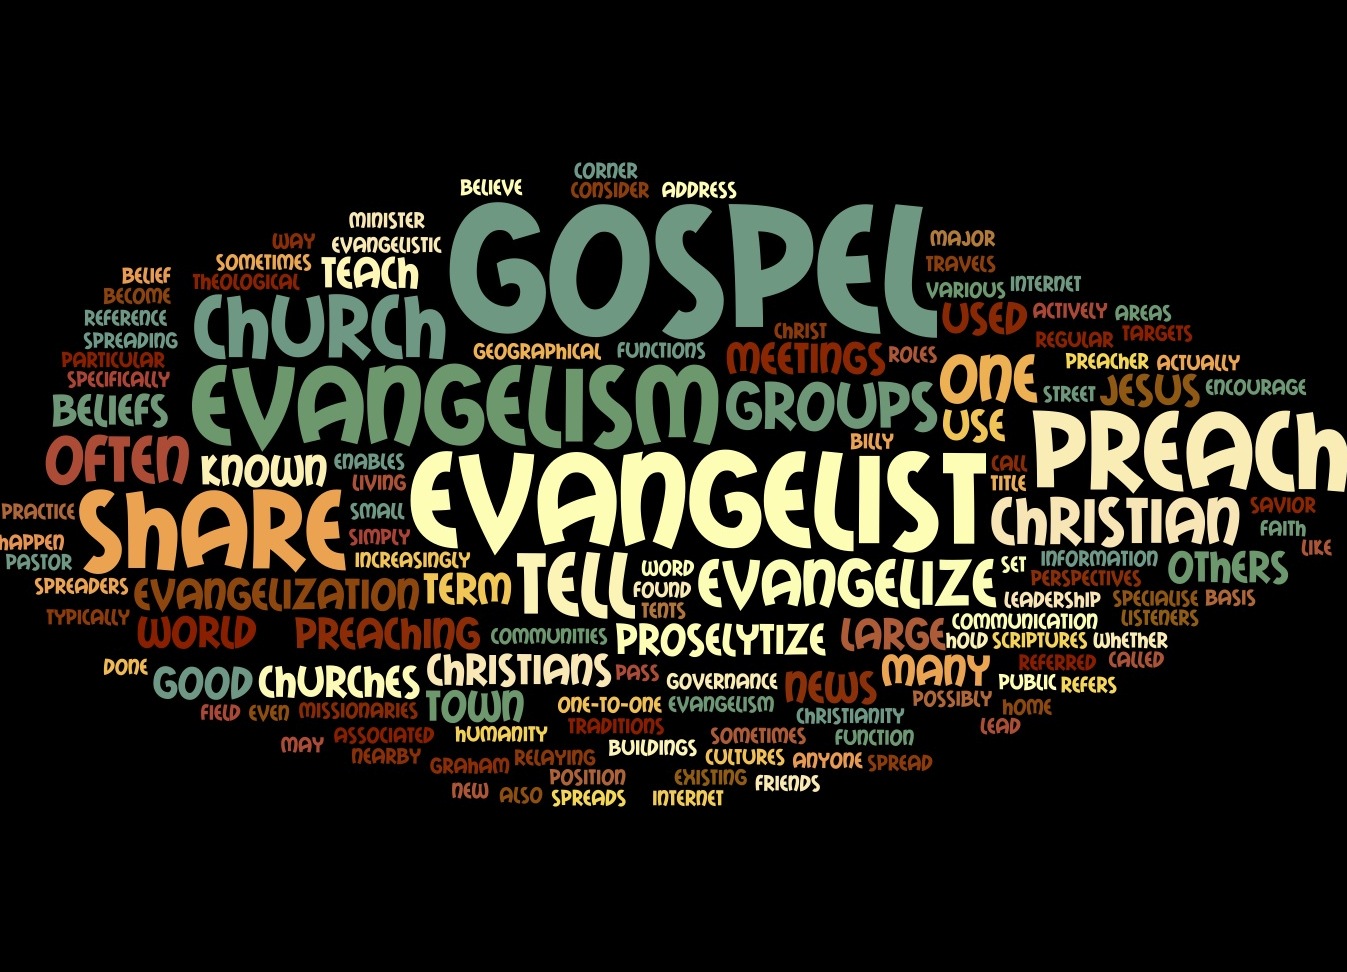 CORNER
BELIEVE CONSIDER ADDRESS
MINISTER GOSPEL
WAY EVANGELISTIC MAJOR
SOMETIMES TEACH TRAVELS
BELIEF THEOLOGICAL VARIOUS INTERNET
BECOME CHURCH USED ACTIVELY AREAS
REFERENCE CHRIST REGULAR TARGETS
SPREADING GEOGRAPHICAL FUNCTIONS MEETINGS ROLES
PARTICULAR ONE PREACHER ACTUALLY
SPECIFICALLY EVANGELISM GROUPS STREET JESUS ENCOURAGE
BELIEFS USE
OFTEN KNOWN ENABLES BILLY CALL PREACH
LIVING EVANGELIST TITLE
PRACTICE SHARE SMALL CHRISTIAN SAVIOR
HAPPEN SIMPLY FAITH
PASTOR INCREASINGLY LIKE
SPREADERS EVANGELIZATION TERM TELL WORD EVANGELIZE SET INFORMATION OTHERS
FOUND PERSPECTIVES
TYPICALLY TENTS LEADERSHIP SPECIALISE BASIS
WORLD PREACHING COMMUNITIES PROSELYTIZE LARGE COMMUNICATION LISTENERS
HOLD SCRIPTURES WHETHER
DONE GOOD CHURCHES CHRISTIANS PASS MANY REFERRED CALLED
GOVERNANCE NEWS PUBLIC REFERS
FIELD EVEN MISSIONARIES TOWN ONE-TO-ONE EVANGELISM POSSIBLY HOME
CHRISTIANITY
MAY ASSOCIATED HUMANITY TRADITIONS SOMETIMES FUNCTION LEAD
NEARBY BUILDINGS
GRAHAM RELAYING CULTURES ANYONE SPREAD
POSITION EXISTING FRIENDS
NEW ALSO SPREADS INTERNET